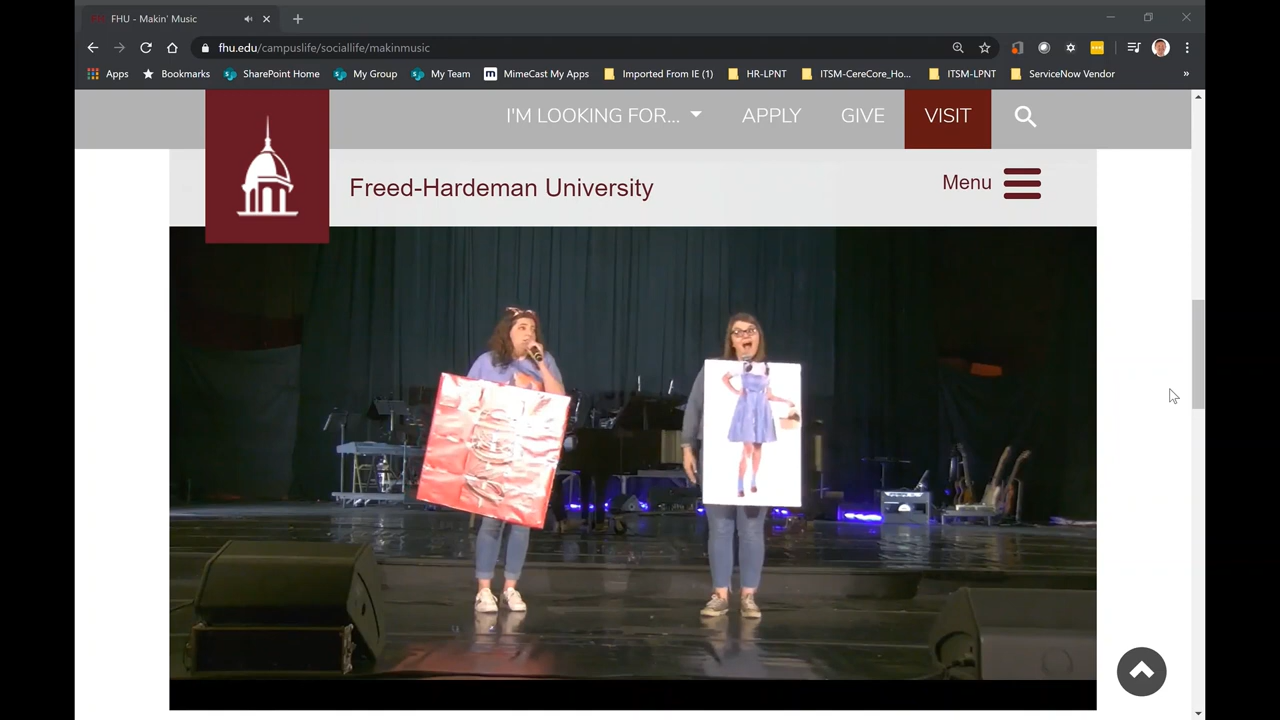 FHU - Makin' Music
fhu.edu/campuslife/sociallife/makinmusic
Apps Bookmarks SharePoint Home My Group My Team m MimeCast My Apps Imported From IE (1) HR-LPNT ITSM-CereCore_Ho... ITSM-LPNT ServiceNow Vendor »
I'M LOOKING FOR... APPLY GIVE VISIT
Freed-Hardeman University
Menu